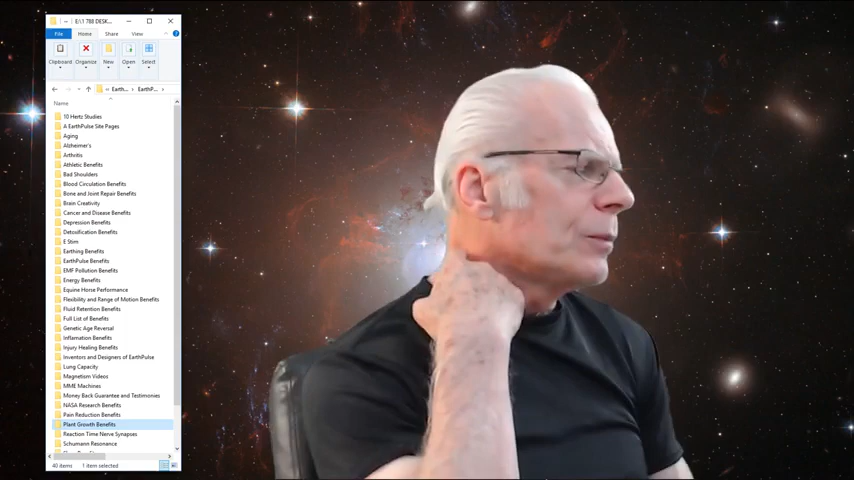 E:\1 788 DESK...
File
Home
Share
View
Clipboard
Organize
New
Open
Select
Earth...
EarthP...
Name
10 Hertz Studies
A EarthPulse Site Pages
Aging
Alzheimer's
Arthritis
Athletic Benefits
Bad Shoulders
Blood Circulation Benefits
Bone and Joint Repair Benefits
Brain Creativity
Cancer and Disease Benefits
Depression Benefits
Detoxification Benefits
E Stim
Earthing Benefits
EarthPulse Benefits
EMF Pollution Benefits
Energy Benefits
Equine Horse Performance
Flexibility and Range of Motion Benefits
Fluid Retention Benefits
Full List of Benefits
Genetic Age Reversal
Inflamation Benefits
Injury Healing Benefits
Inventors and Designers of EarthPulse
Lung Capacity
Magnetism Videos
MME Machines
Money Back Guarantee and Testimonies
NASA Research Benefits
Pain Reduction Benefits
Plant Growth Benefits
Reaction Time Nerve Synapses
Schumann Resonance
40 items
1 item selected